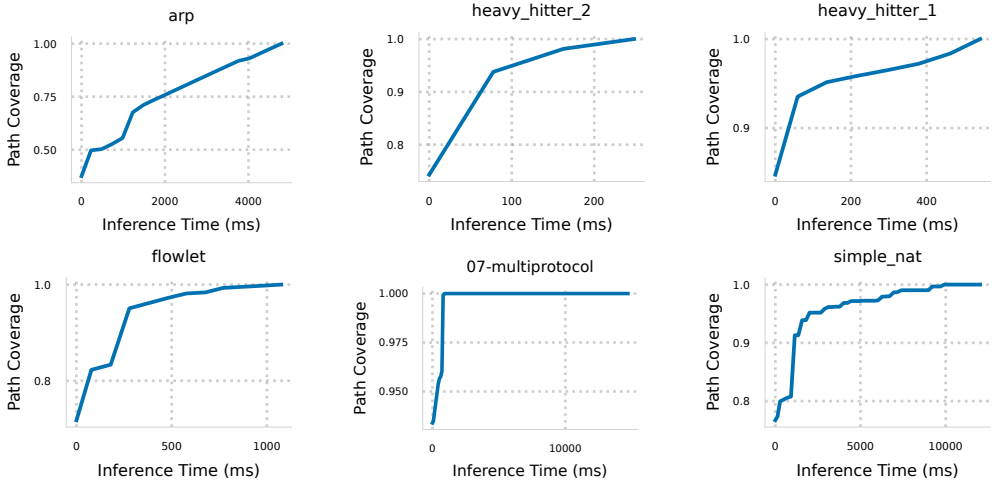 arp
1.00
0.75
0.50
Path Coverage
0 2000 4000
Inference Time (ms)
heavy_hitter_2
1.0
0.9
0.8
Path Coverage
0 100 200
Inference Time (ms)
heavy_hitter_1
1.0
0.9
Path Coverage
0 200 400
Inference Time (ms)
flowlet
1.0
0.8
Path Coverage
0 500 1000
Inference Time (ms)
07-multiprotocol
1.000
0.975
0.950
Path Coverage
0 10000
Inference Time (ms)
simple_nat
1.0
0.9
0.8
Path Coverage
0 5000 10000
Inference Time (ms)